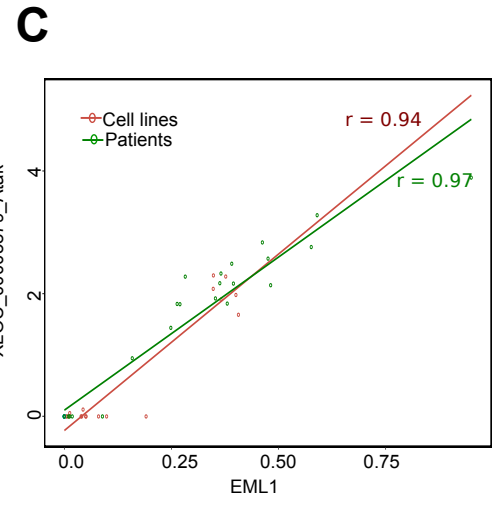 C
Cell lines
Patients
r = 0.94
r = 0.97
4
2
0
0.0 0.25 0.50 0.75
EML1